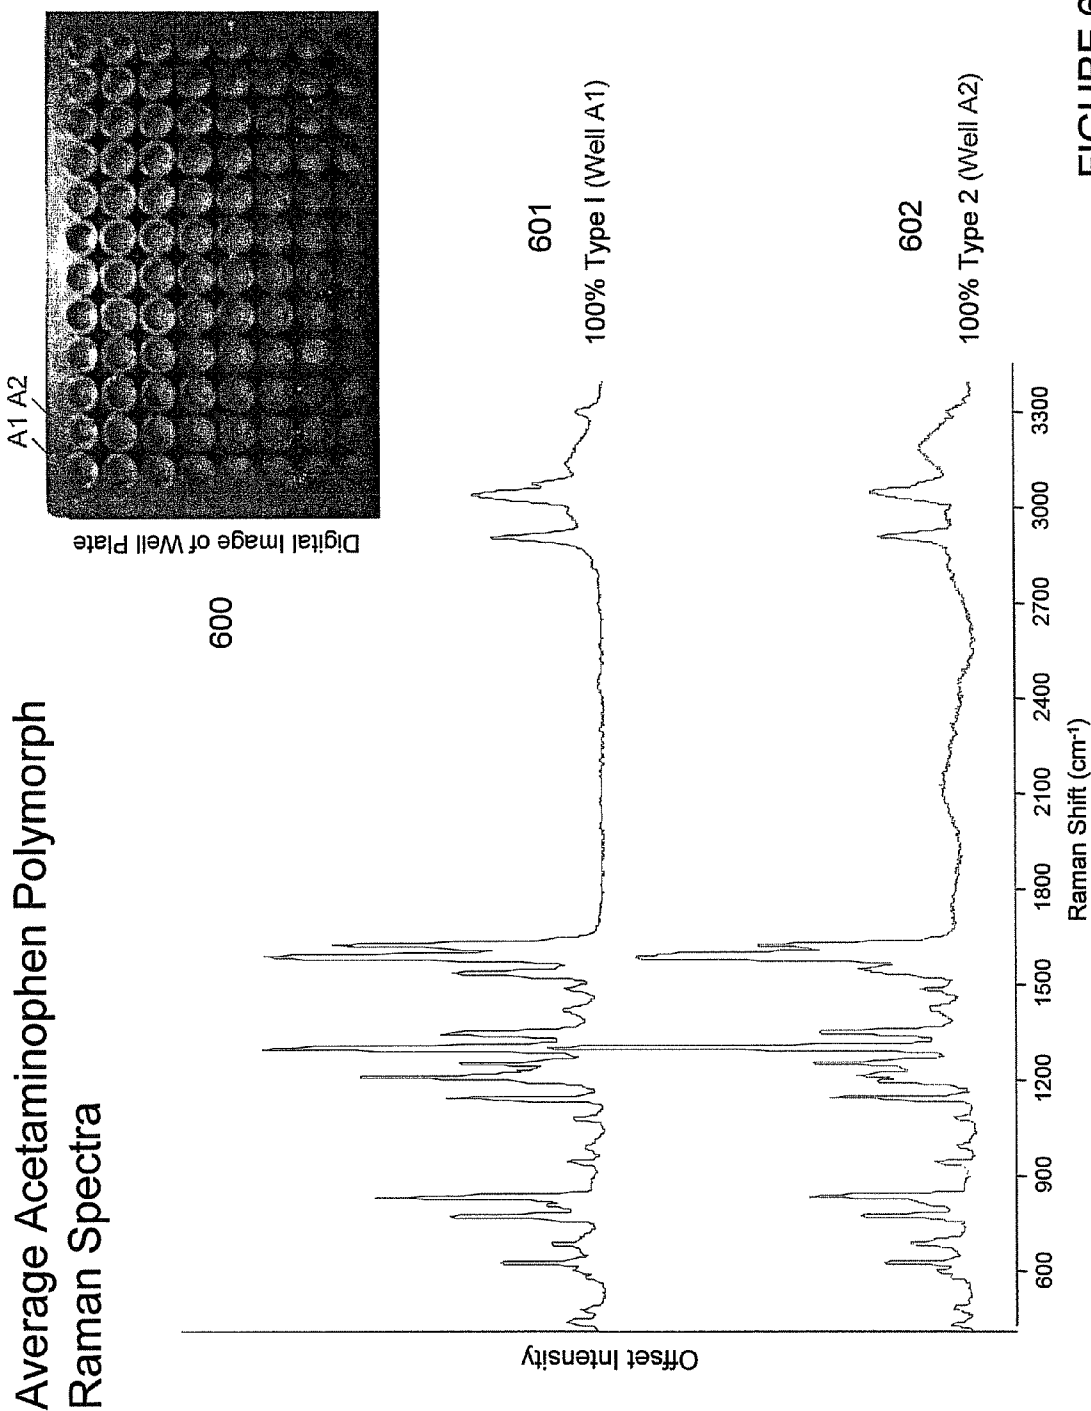 Average Acetaminophen Polymorph
Raman Spectra
A1 A2
Digital Image of Well Plate
600
601
100% Type I (Well A1)
602
100% Type 2 (Well A2)
Offset Intensity
600 900 1200 1500 1800 2100 2400 2700 3000 3300
Raman Shift (cm-1)
FIGURE